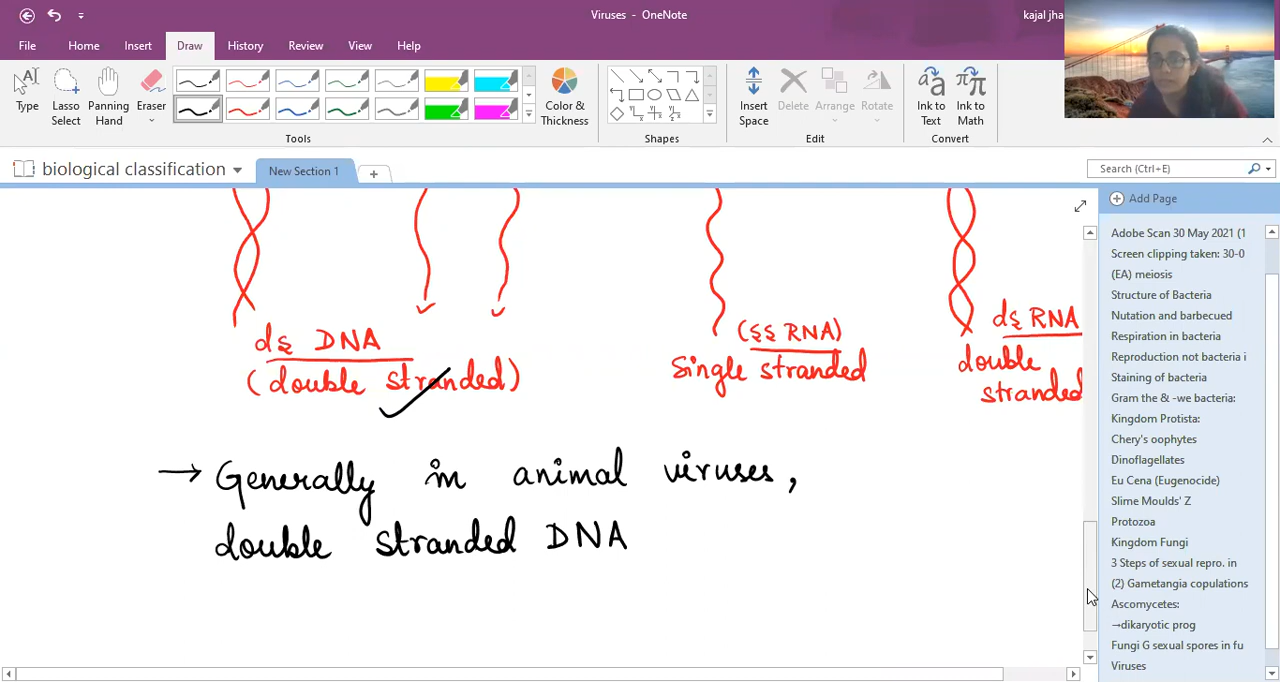 Viruses - OneNote
kajal jha
File Home Insert Draw History Review View Help
Type
Lasso Select
Panning Hand
Eraser
Color & Thickness
Insert Space
Delete
Arrange
Rotate
Ink to Text
Ink to Math
Tools
Shapes
Edit
Convert
biological classification
New Section 1
Search (Ctrl+E)
ds DNA
(double stranded)
(ss RNA)
Single stranded
ds RNA
double
stranded
→ Generally in animal viruses,
double stranded DNA
Add Page
Adobe Scan 30 May 2021 (1
Screen clipping taken: 30-0
(EA) meiosis
Structure of Bacteria
Nutation and barbecued
Respiration in bacteria
Reproduction not bacteria i
Staining of bacteria
Gram the & -we bacteria:
Kingdom Protista:
Chery's oophytes
Dinoflagellates
Eu Cena (Eugenocide)
Slime Moulds' Z
Protozoa
Kingdom Fungi
3 Steps of sexual repro. in
(2) Gametangia copulations
Ascomycetes:
→dikaryotic prog
Fungi G sexual spores in fu
Viruses